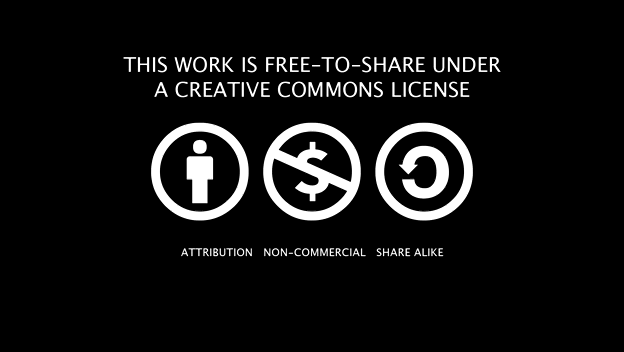 THIS WORK IS FREE-TO-SHARE UNDER
A CREATIVE COMMONS LICENSE
ATTRIBUTION NON-COMMERCIAL SHARE ALIKE